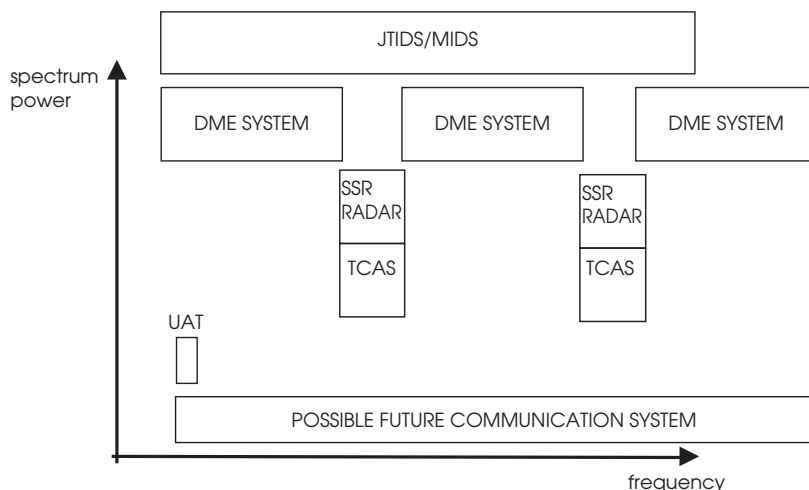 JTIDS/MIDS
spectrum
power
DME SYSTEM
DME SYSTEM
DME SYSTEM
SSR
RADAR
SSR
RADAR
TCAS
TCAS
UAT
POSSIBLE FUTURE COMMUNICATION SYSTEM
frequency